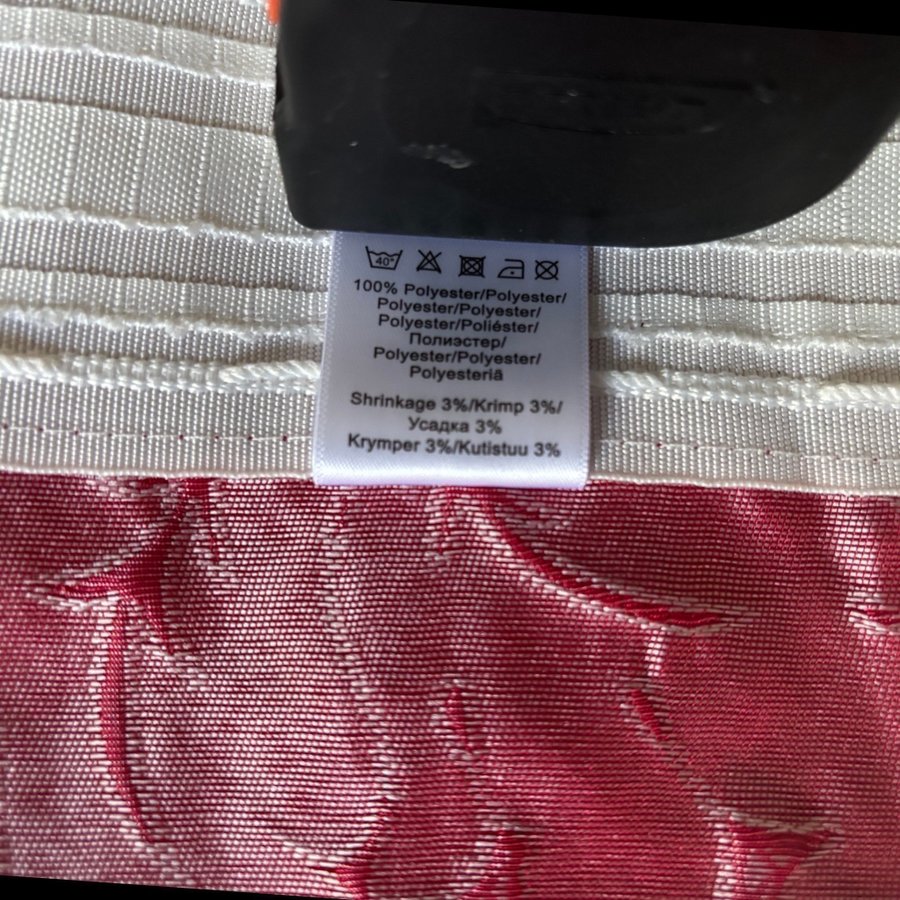 40°
100% Polyester/Polyester/
Polyester/Polyester/
Polyester/Poliéster/
Полиэстер/
Polyester/Polyester/
Polyesteriä
Shrinkage 3%/Krimp 3%/
Усадка 3%
Krymper 3%/Kutistuu 3%